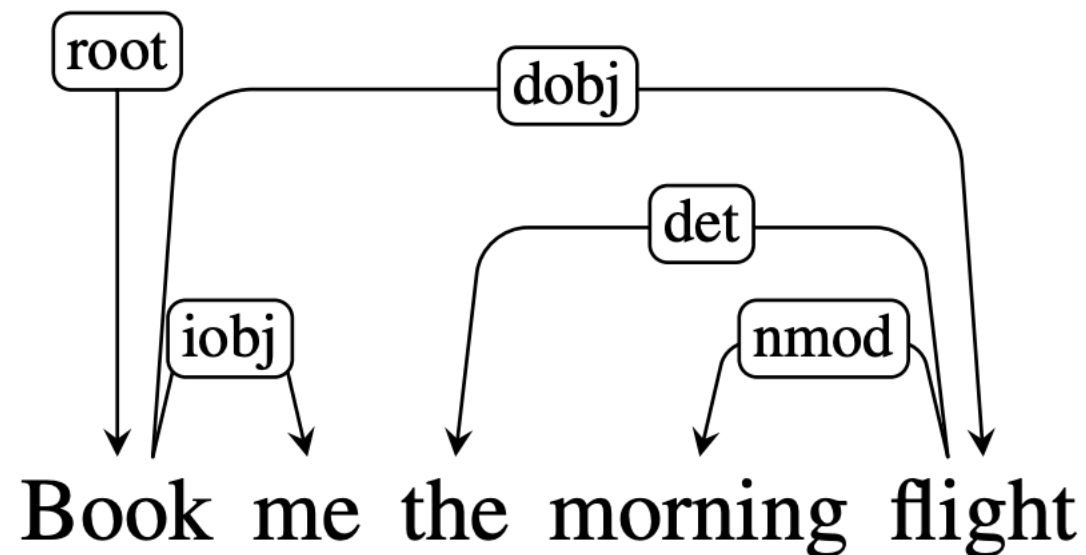 root
dobj
det
iobj
nmod
Book me the morning flight